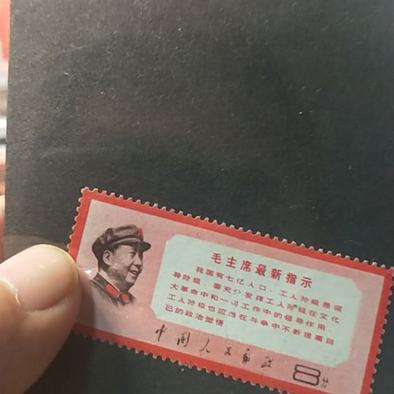 毛主席最新指示
我国有七亿人口，工人阶级是领
导阶级。要充分发挥工人阶级在文化
大革命中和一切工作中的领导作用。
工人阶级也应当在斗争中不断提高自
己的政治觉悟。
中国人民邮政
8分